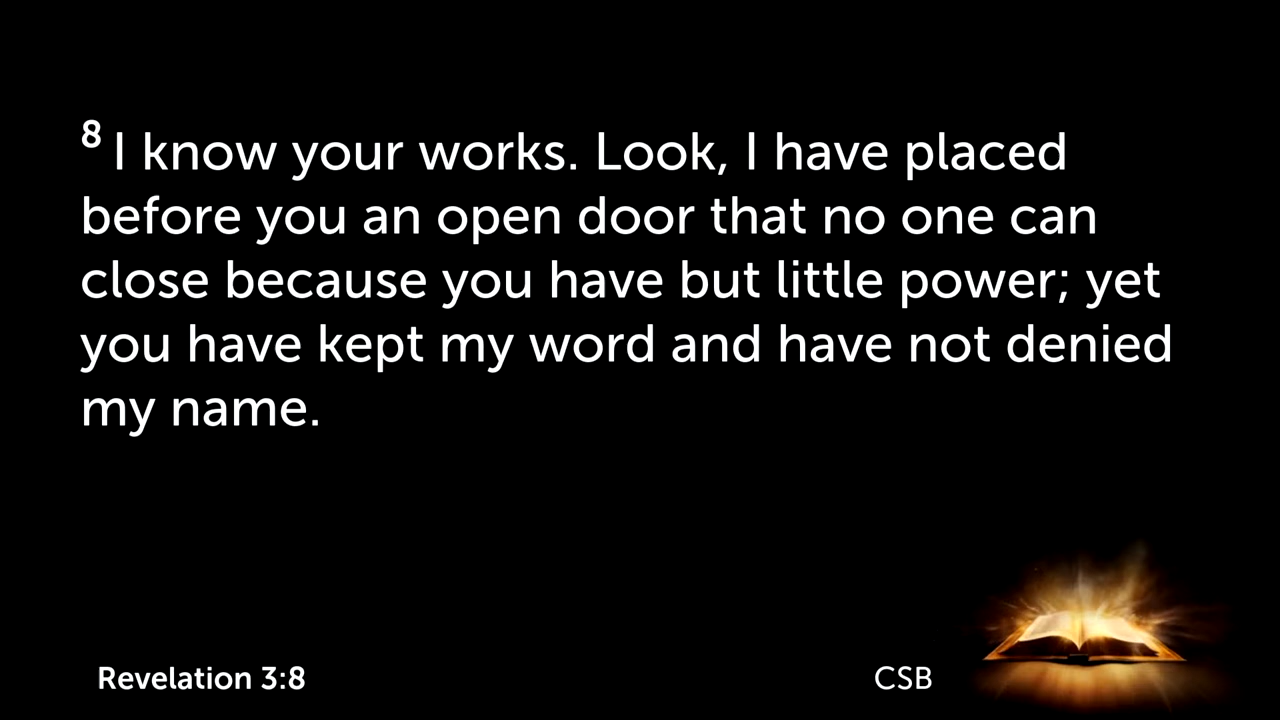 8 I know your works. Look, I have placed
before you an open door that no one can
close because you have but little power; yet
you have kept my word and have not denied
my name.
Revelation 3:8
CSB